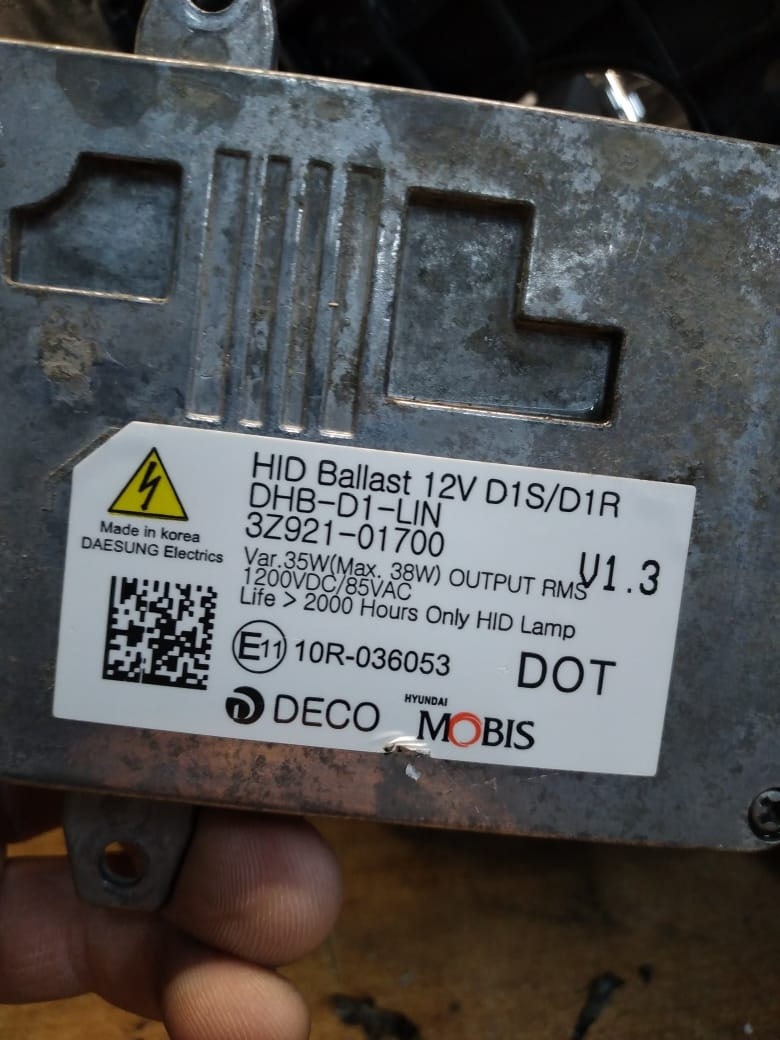 HID Ballast 12V D1S/D1R
DHB-D1-LIN
3Z921-01700
V1.3
Made in korea
DAESUNG Electrics
Var.35W(Max. 38W) OUTPUT RMS
1200VDC/85VAC
Life > 2000 Hours Only HID Lamp
E11 10R-036053
DOT
DECO
HYUNDAI
MOBIS